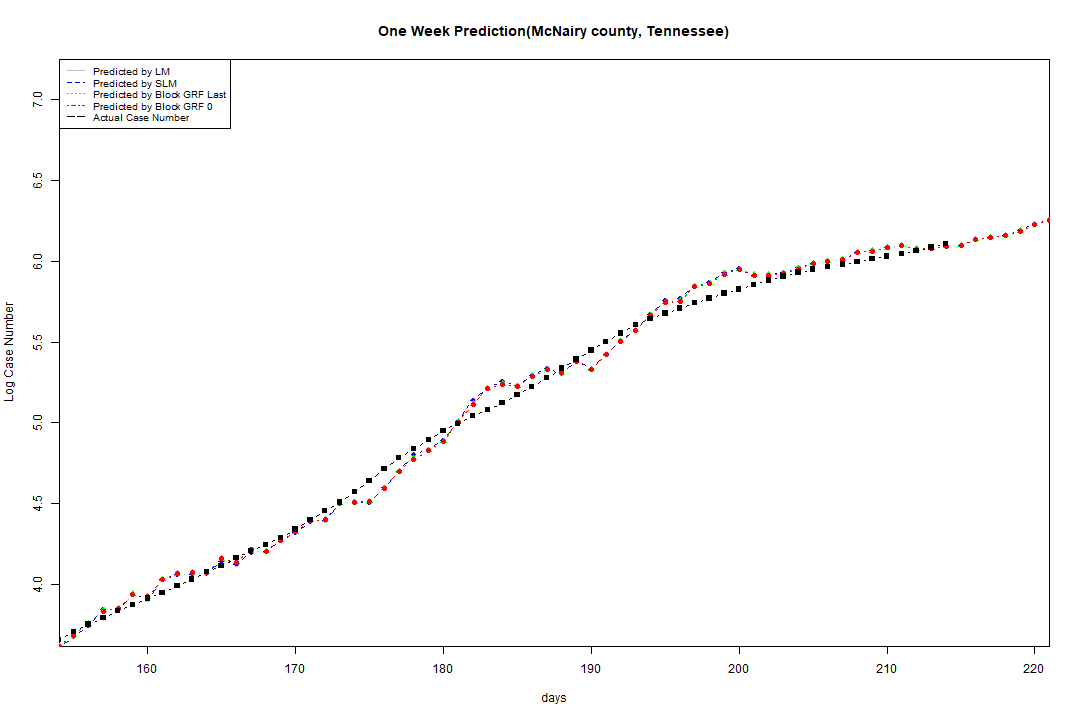 One Week Prediction(McNairy county, Tennessee)
Predicted by LM
Predicted by SLM
Predicted by Block GRF Last
Predicted by Block GRF 0
Actual Case Number
7.0
6.5
6.0
5.5
5.0
4.5
4.0
Log Case Number
160 170 180 190 200 210 220
days